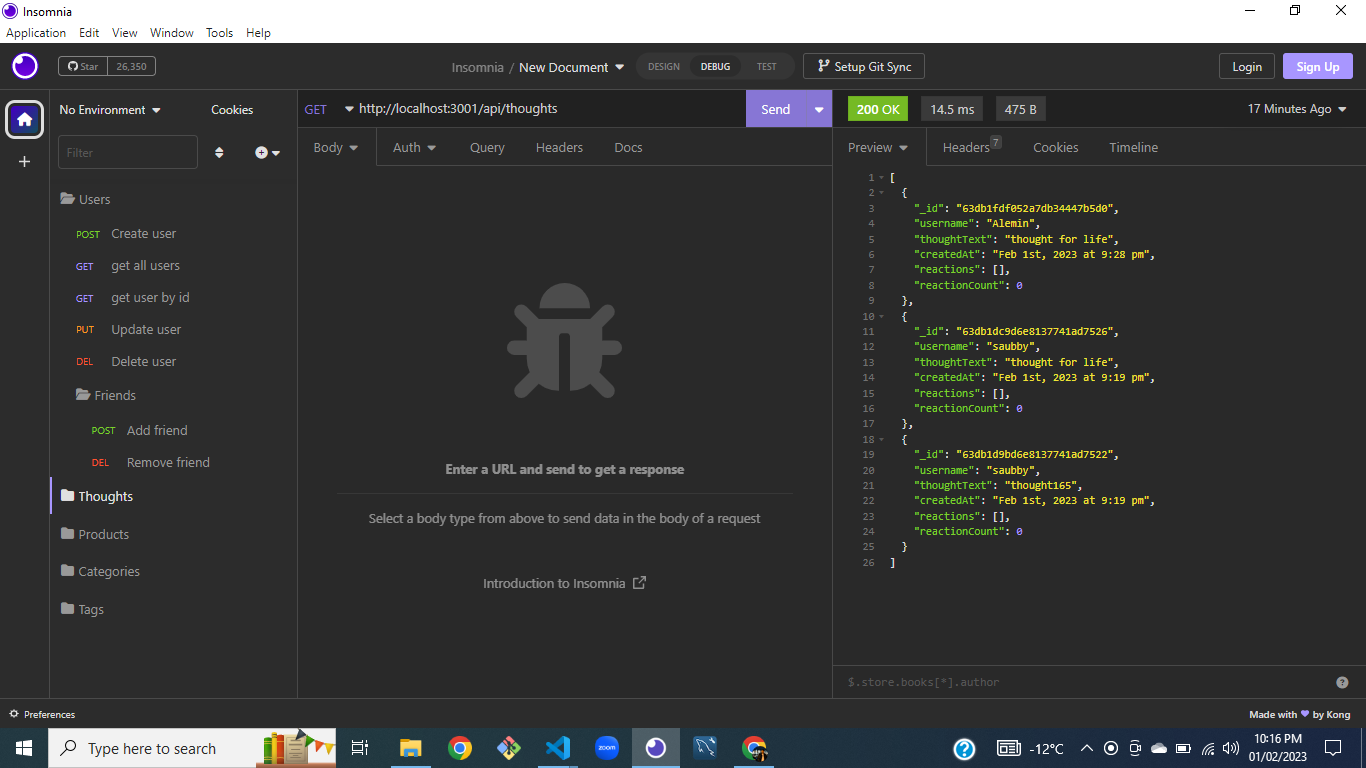 Insomnia
Application Edit View Window Tools Help
Star 26,350
Insomnia / New Document
DESIGN DEBUG TEST
Setup Git Sync
Login
Sign Up
No Environment
Cookies
Filter
Users
POST Create user
GET get all users
GET get user by id
PUT Update user
DEL Delete user
Friends
POST Add friend
DEL Remove friend
Thoughts
Products
Categories
Tags
GET http://localhost:3001/api/thoughts
Send
Body Auth Query Headers Docs
Enter a URL and send to get a response
Select a body type from above to send data in the body of a request
Introduction to Insomnia
200 OK 14.5 ms 475 B 17 Minutes Ago
Preview Headers 7 Cookies Timeline
1 [
2 {
3 "_id": "63db1fdf052a7db34447b5d0",
4 "username": "Alemin",
5 "thoughtText": "thought for life",
6 "createdAt": "Feb 1st, 2023 at 9:28 pm",
7 "reactions": [],
8 "reactionCount": 0
9 },
10 {
11 "_id": "63db1dc9d6e8137741ad7526",
12 "username": "saubby",
13 "thoughtText": "thought for life",
14 "createdAt": "Feb 1st, 2023 at 9:19 pm",
15 "reactions": [],
16 "reactionCount": 0
17 },
18 {
19 "_id": "63db1d9bd6e8137741ad7522",
20 "username": "saubby",
21 "thoughtText": "thought165",
22 "createdAt": "Feb 1st, 2023 at 9:19 pm",
23 "reactions": [],
24 "reactionCount": 0
25 }
26 ]
$.store.books[*].author
Preferences
Made with ♥ by Kong
Type here to search
zoom
-12°C
10:16 PM
01/02/2023